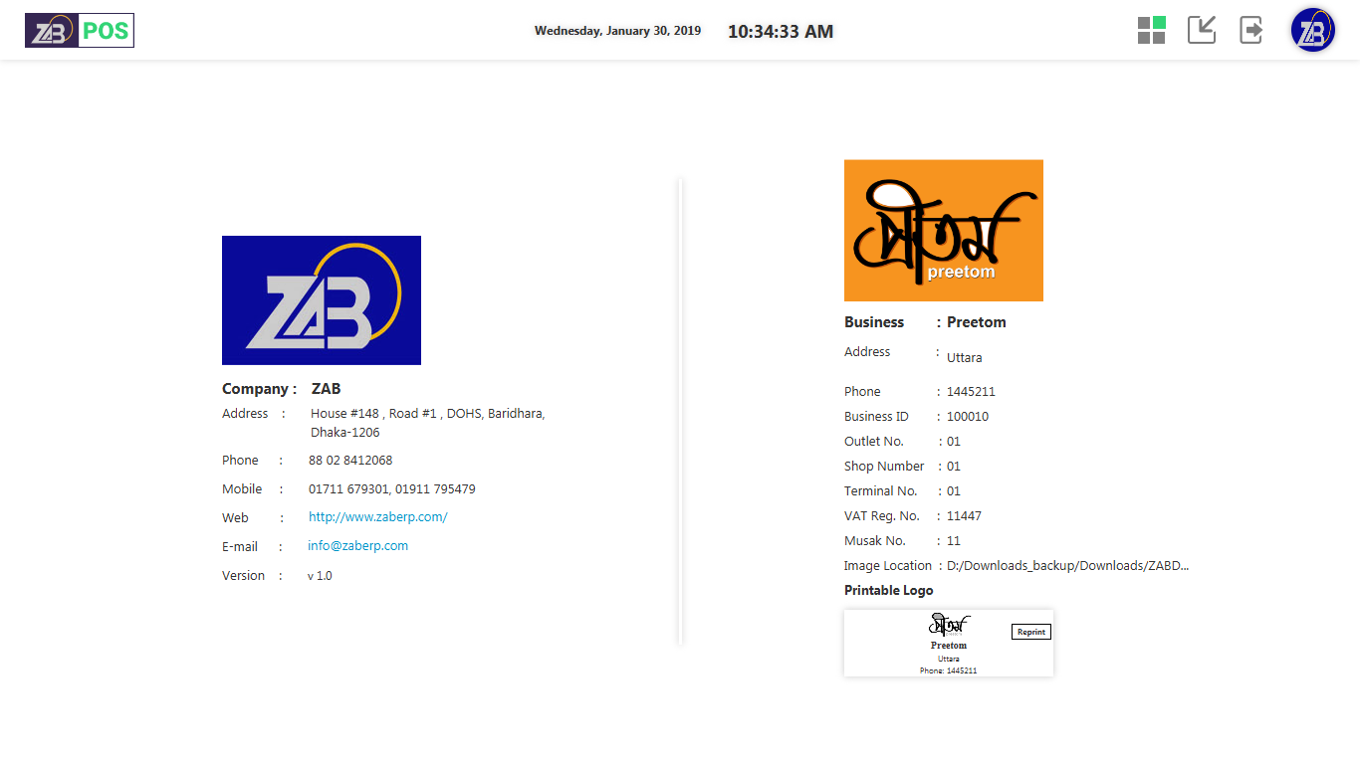 ZAB POS
Wednesday, January 30, 2019 10:34:33 AM
ZAB
ZAB
Company : ZAB
Address : House #148 , Road #1 , DOHS, Baridhara,
Dhaka-1206
Phone : 88 02 8412068
Mobile : 01711 679301, 01911 795479
Web : http://www.zaberp.com/
E-mail : info@zaberp.com
Version : v 1.0
প্রীতম
preetom
Business : Preetom
Address : Uttara
Phone : 1445211
Business ID : 100010
Outlet No. : 01
Shop Number : 01
Terminal No. : 01
VAT Reg. No. : 11447
Musak No. : 11
Image Location : D:/Downloads_backup/Downloads/ZABD...
Printable Logo
প্রীতম
Reprint
Preetom
Uttara
Phone: 1445211